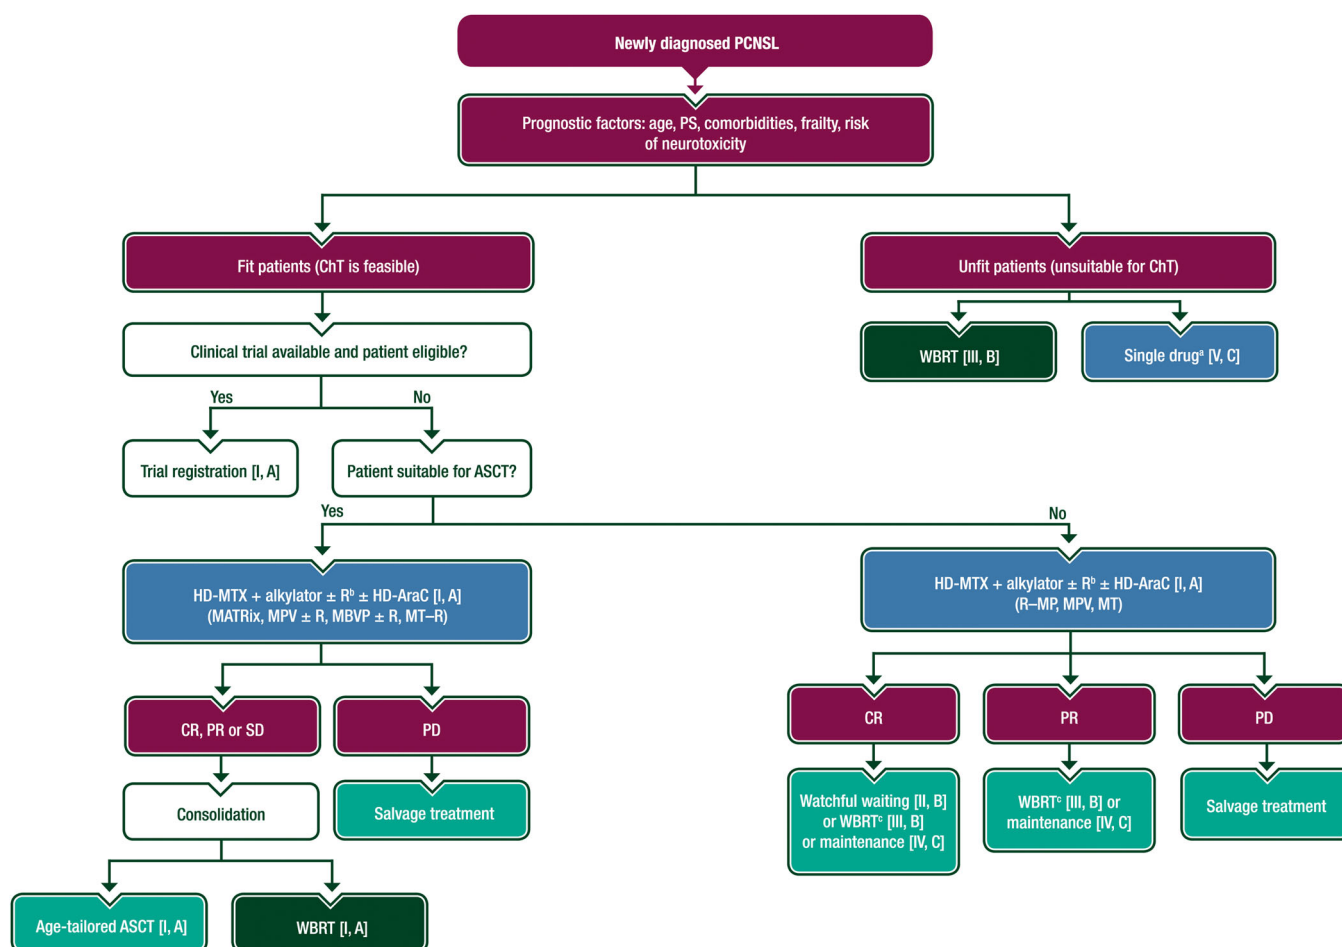 Newly diagnosed PCNSL
Prognostic factors: age, PS, comorbidities, frailty, risk
of neurotoxicity
Fit patients (ChT is feasible)
Unfit patients (unsuitable for ChT)
Clinical trial available and patient eligible?
WBRT [III, B]
Single drugᵃ [V, C]
Yes
No
Trial registration [I, A]
Patient suitable for ASCT?
Yes
No
HD-MTX + alkylator ± Rᵇ ± HD-AraC [I, A]
(MATRix, MPV ± R, MBVP ± R, MT–R)
HD-MTX + alkylator ± Rᵇ ± HD-AraC [I, A]
(R–MP, MPV, MT)
CR, PR or SD
PD
CR
PR
PD
Consolidation
Salvage treatment
Watchful waiting [II, B]
or WBRTᶜ [III, B]
or maintenance [IV, C]
WBRTᶜ [III, B] or
maintenance [IV, C]
Salvage treatment
Age-tailored ASCT [I, A]
WBRT [I, A]